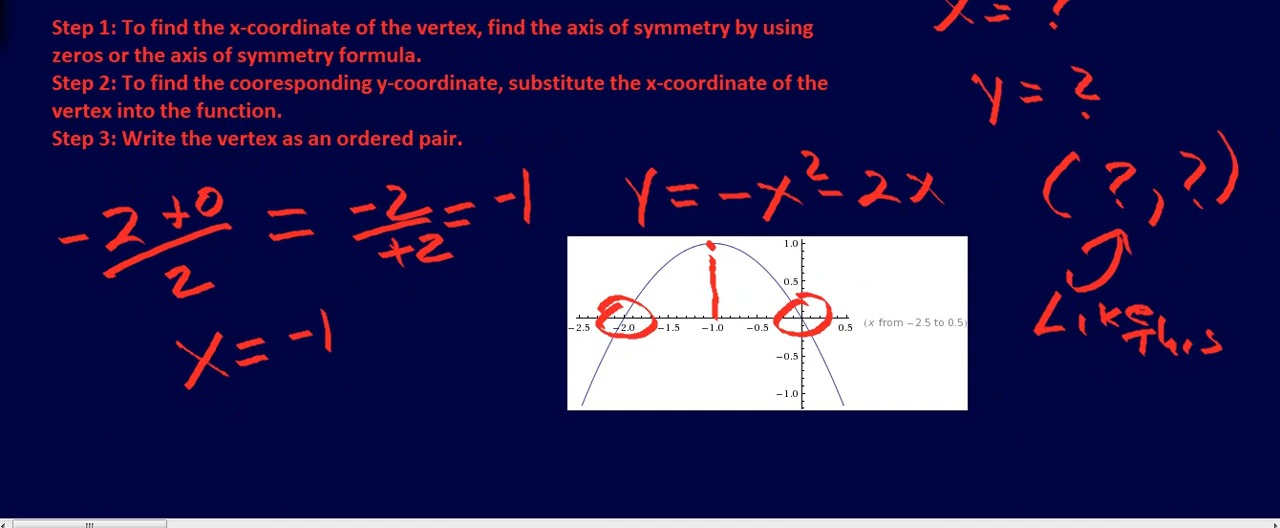 x = ?
Step 1: To find the x-coordinate of the vertex, find the axis of symmetry by using
zeros or the axis of symmetry formula.
Step 2: To find the cooresponding y-coordinate, substitute the x-coordinate of the
vertex into the function.
Step 3: Write the vertex as an ordered pair.
y = ?
(?, ?)
Like
This
-2+0/2 = -2/+2 = -1
x = -1
y = -x² - 2x
1.0
0.5
-2.5 -2.0 -1.5 -1.0 -0.5 0.5
(x from -2.5 to 0.5)
-0.5
-1.0